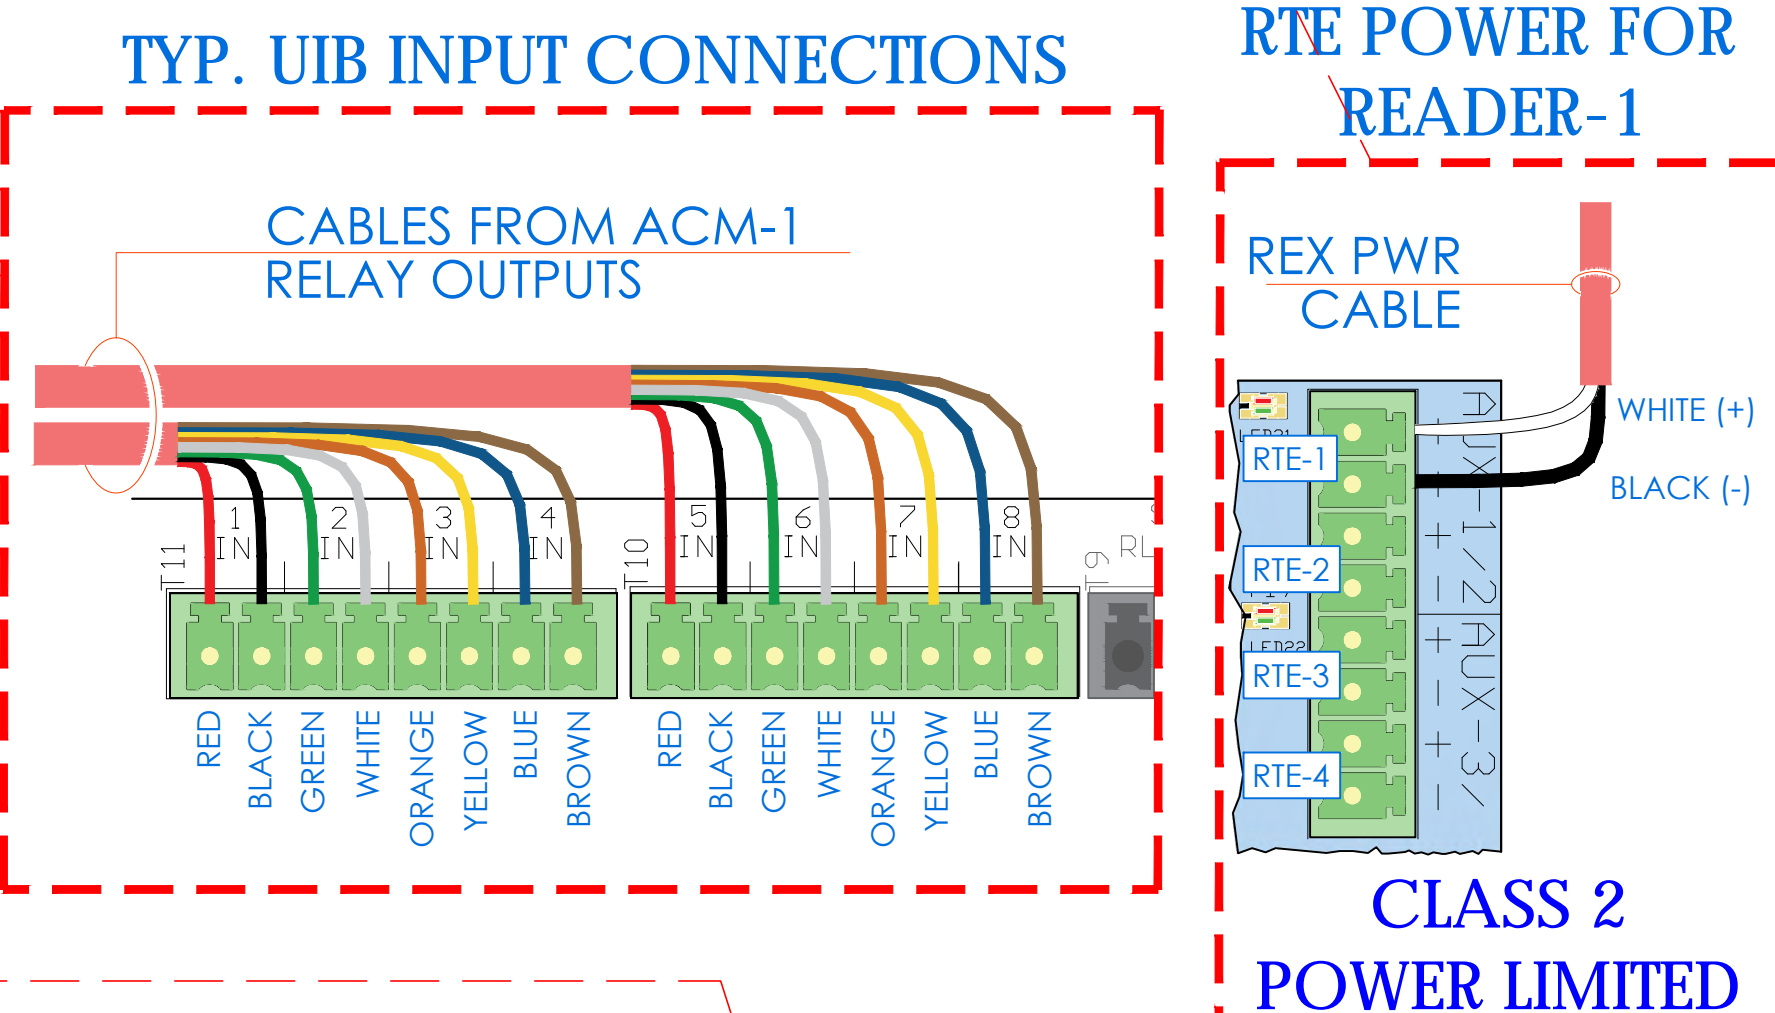 TYP. UIB INPUT CONNECTIONS
CABLES FROM ACM-1
RELAY OUTPUTS
T11
1
IN
2
IN
3
IN
4
IN
T10
5
IN
6
IN
7
IN
8
IN
T9
RL
RED
BLACK
GREEN
WHITE
ORANGE
YELLOW
BLUE
BROWN
RED
BLACK
GREEN
WHITE
ORANGE
YELLOW
BLUE
BROWN
RTE POWER FOR
READER-1
REX PWR
CABLE
WHITE (+)
BLACK (-)
RTE-1
RTE-2
LED22
RTE-3
RTE-4
AUX-1/2
+ - + -
AUX-3/
+ - + -
CLASS 2
POWER LIMITED